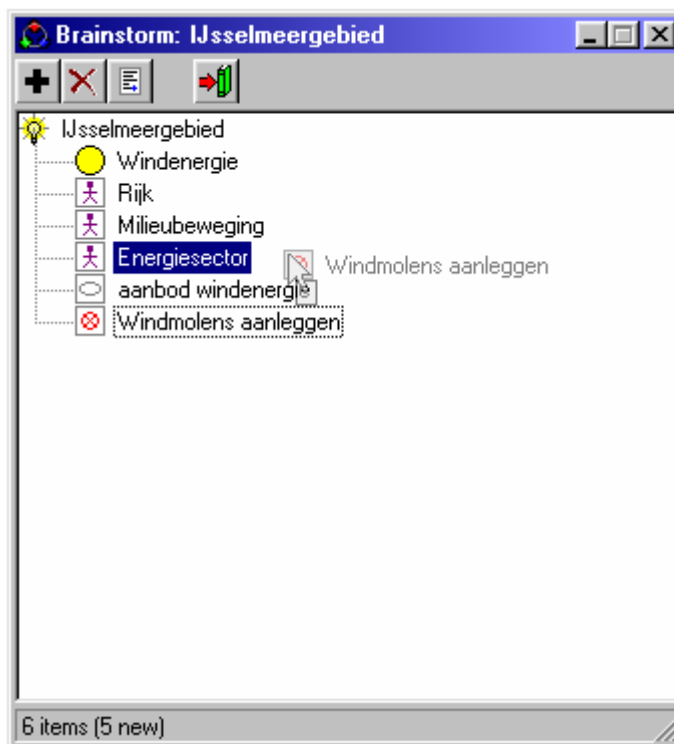 Brainstorm: IJsselmeergebied
IJsselmeergebied
Windenergie
Rijk
Milieubeweging
Energiesector
Windmolens aanleggen
aanbod windenergie
Windmolens aanleggen
6 items (5 new)